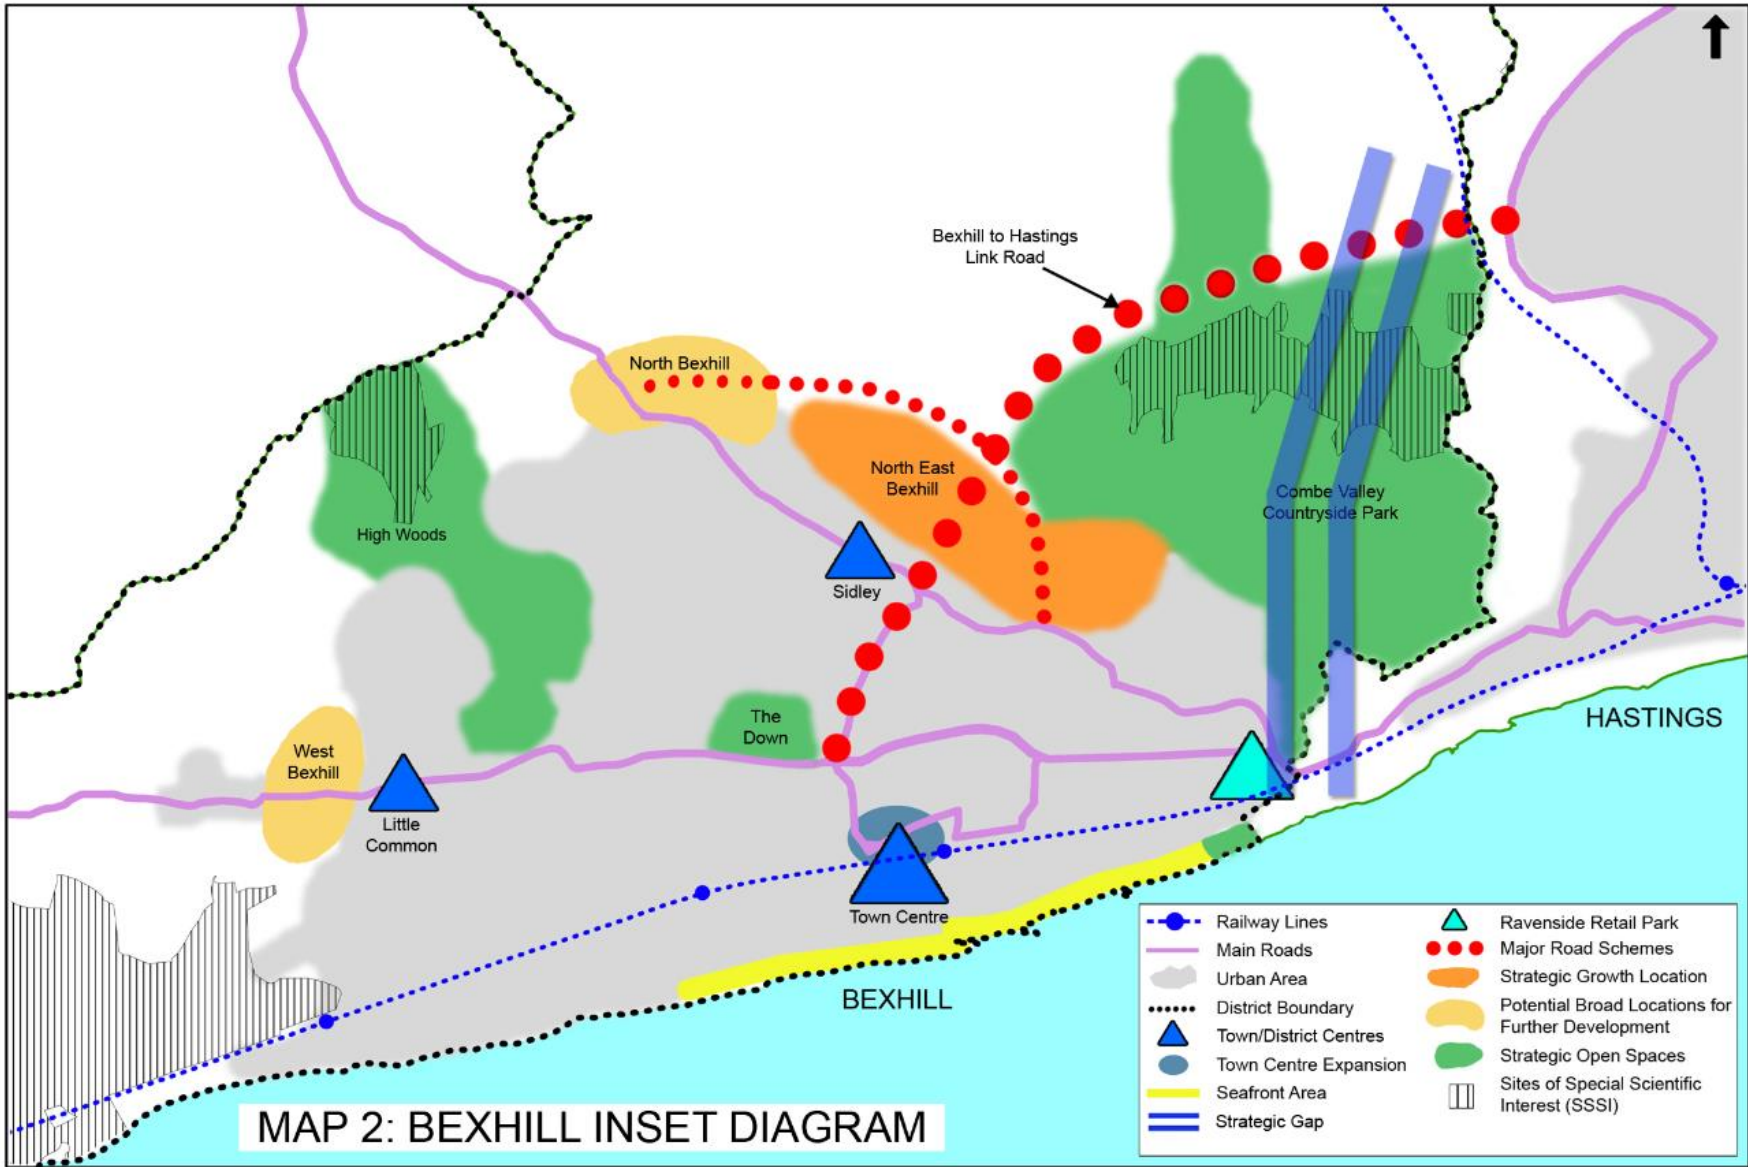 Bexhill to Hastings
Link Road
North Bexhill
North East
Bexhill
Combe Valley
Countryside Park
High Woods
Sidley
The
Down
West
Bexhill
Little
Common
Town Centre
HASTINGS
BEXHILL
MAP 2: BEXHILL INSET DIAGRAM
Railway Lines
Main Roads
Urban Area
District Boundary
Town/District Centres
Town Centre Expansion
Seafront Area
Strategic Gap
Ravenside Retail Park
Major Road Schemes
Strategic Growth Location
Potential Broad Locations for
Further Development
Strategic Open Spaces
Sites of Special Scientific
Interest (SSSI)